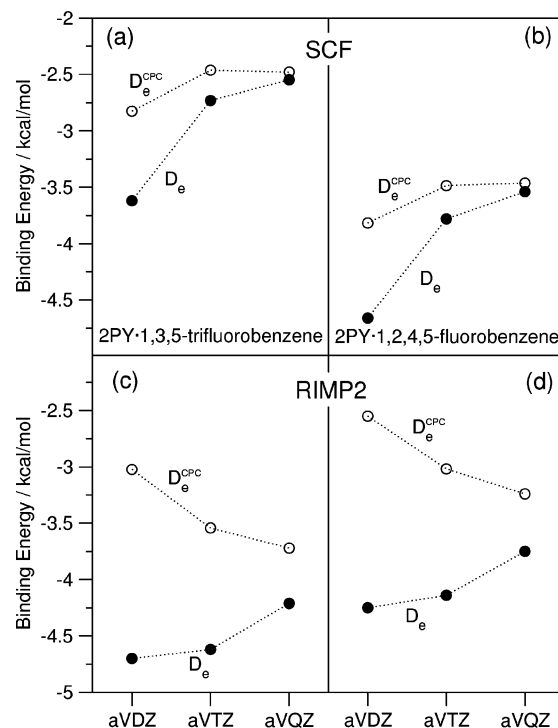 -2
(a)
SCF
(b)
D_e^CPC
-2.5
-3
D_e
D_e^CPC
-3.5
-4
D_e
-4.5
Binding Energy / kcal/mol
2PY·1,3,5-trifluorobenzene
2PY·1,2,4,5-fluorobenzene
(c)
RIMP2
(d)
-2.5
D_e^CPC
-3
D_e^CPC
-3.5
-4
D_e
-4.5
D_e
-5
Binding Energy / kcal/mol
aVDZ aVTZ aVQZ aVDZ aVTZ aVQZ